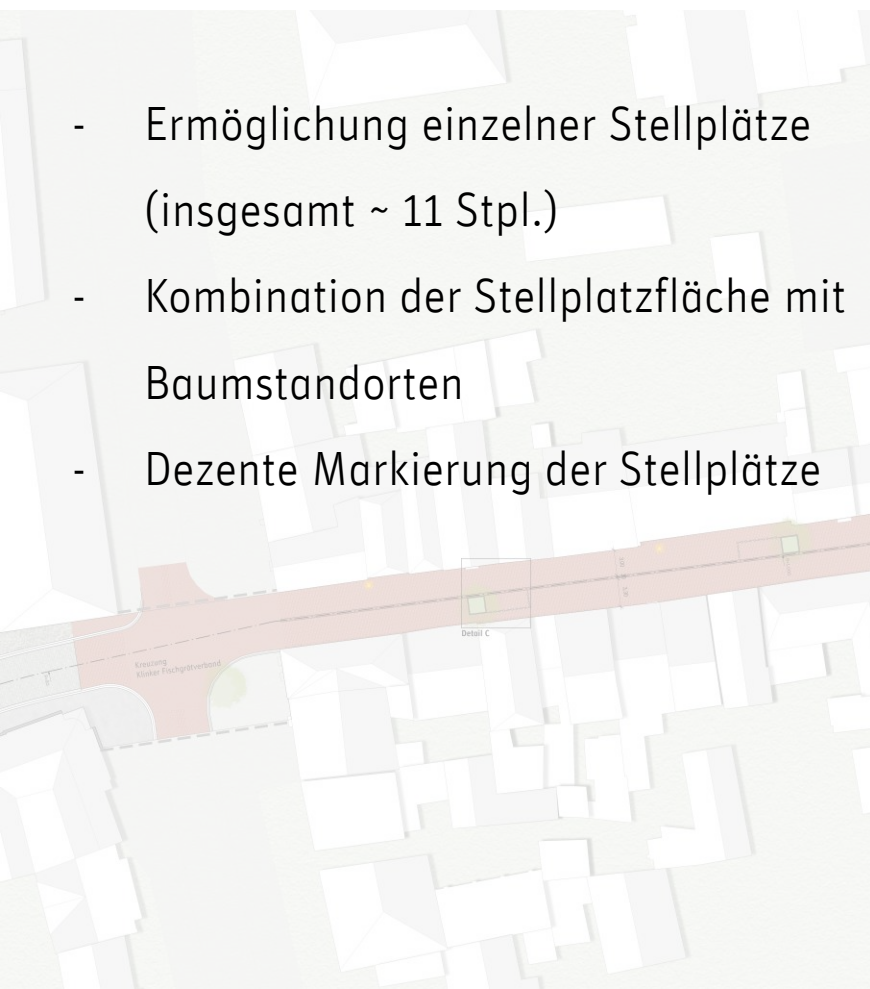 - Ermöglichung einzelner Stellplätze
(insgesamt ~ 11 Stpl.)
- Kombination der Stellplatzfläche mit
Baumstandorten
- Dezente Markierung der Stellplätze
Detail C
Kreuzung
Klinker Fischgrätverband